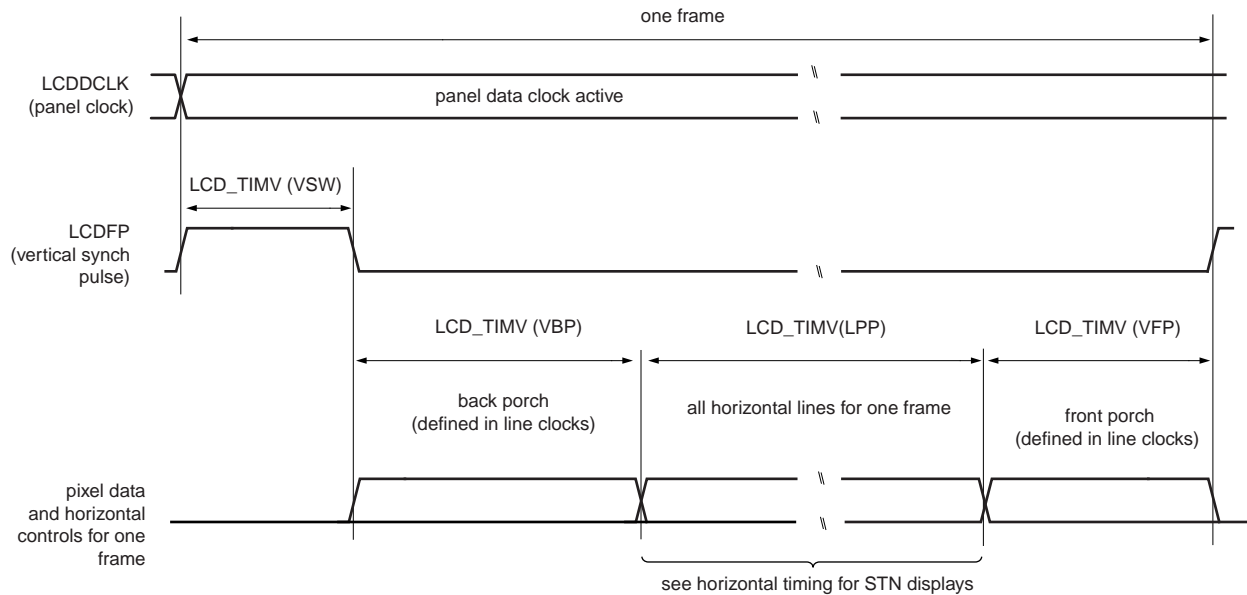 one frame
LCDDCLK
(panel clock)
panel data clock active
LCD_TIMV (VSW)
LCDFP
(vertical synch
pulse)
LCD_TIMV (VBP)
LCD_TIMV(LPP)
LCD_TIMV (VFP)
back porch
(defined in line clocks)
all horizontal lines for one frame
front porch
(defined in line clocks)
pixel data
and horizontal
controls for one
frame
see horizontal timing for STN displays